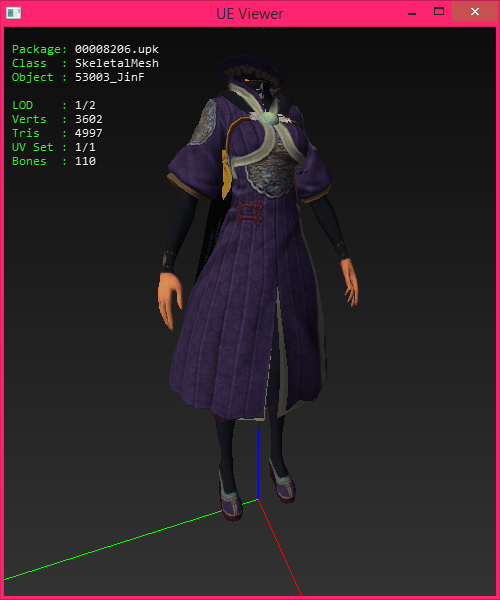 UE Viewer
Package: 00008206.upk
Class  : SkeletalMesh
Object : 53003_JinF
LOD    : 1/2
Verts  : 3602
Tris   : 4997
UV Set : 1/1
Bones  : 110